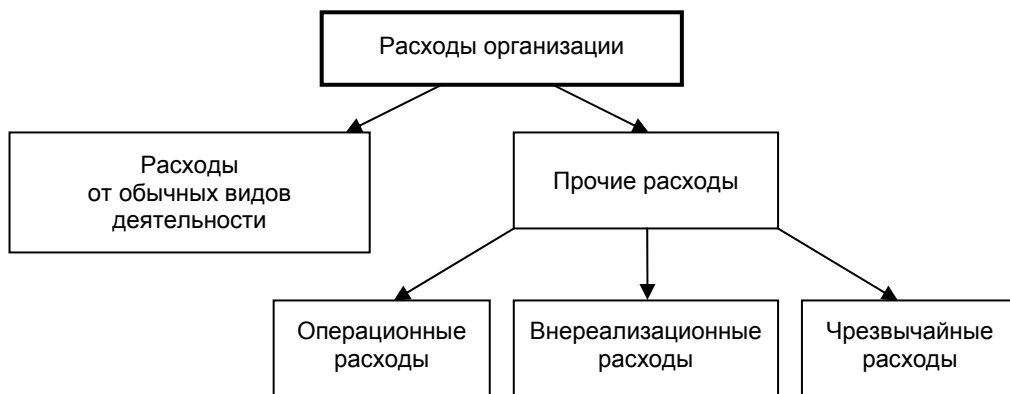 Расходы организации
Расходы
от обычных видов
деятельности
Прочие расходы
Операционные
расходы
Внереализационные
расходы
Чрезвычайные
расходы